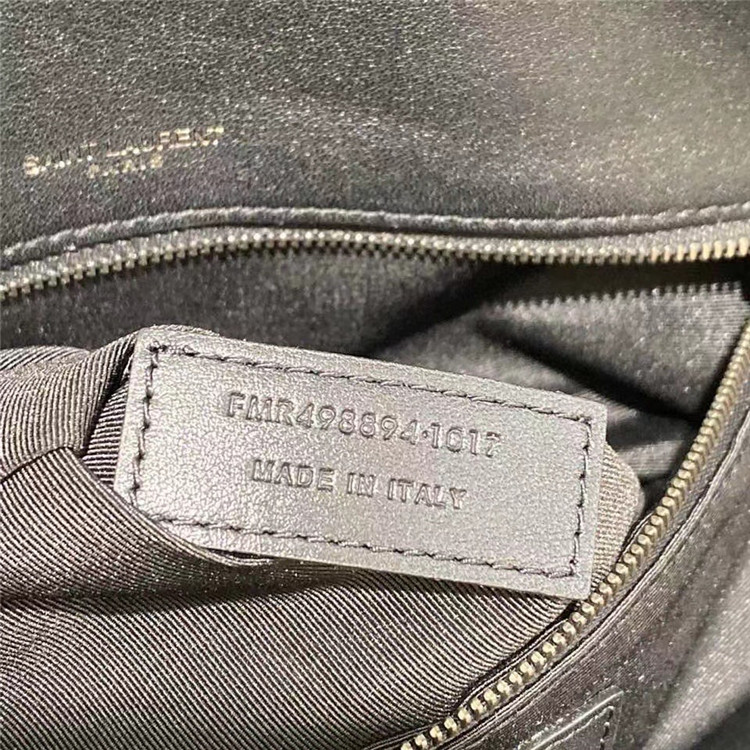 SAINT LAURENT
PARIS
FMR498894·1017
MADE IN ITALY